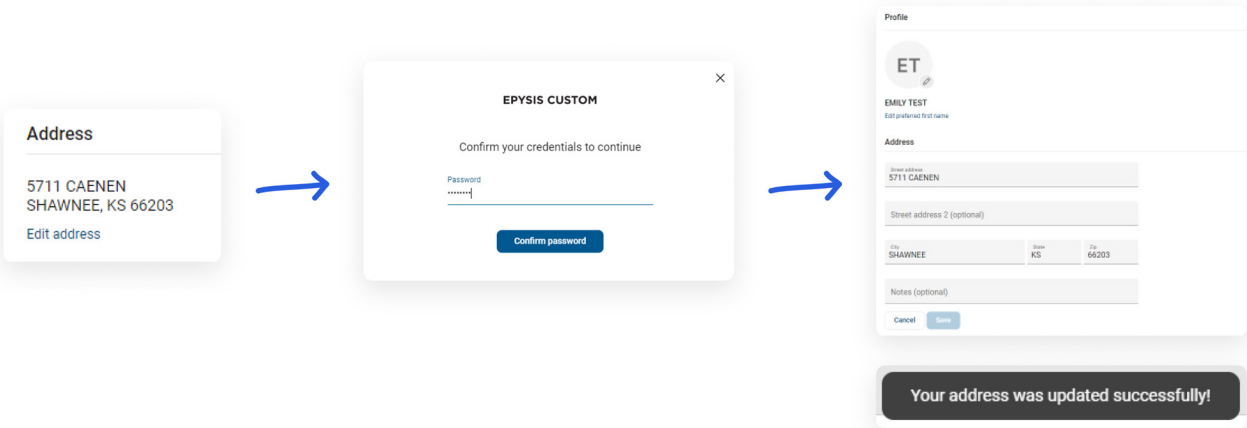 Address
5711 CAENEN
SHAWNEE, KS 66203
Edit address
EPYSIS CUSTOM
Confirm your credentials to continue
Password
••••••••
Confirm password
Profile
ET
EMILY TEST
Edit preferred first name
Address
Street address
5711 CAENEN
Street address 2 (optional)
City State Zip
SHAWNEE KS 66203
Notes (optional)
Cancel Save
Your address was updated successfully!